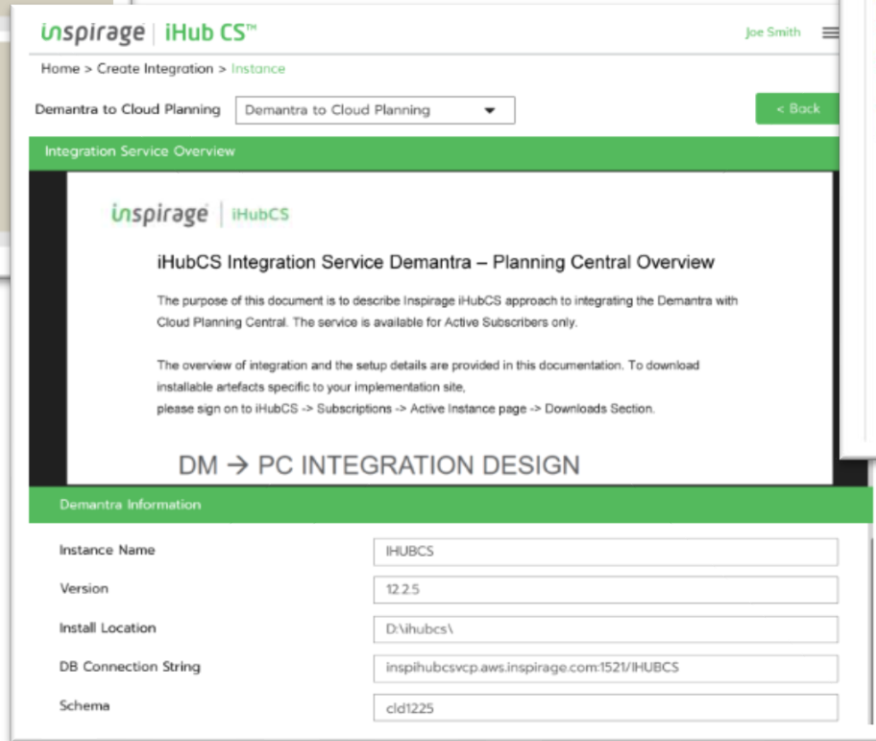 inspirage | iHub CS™
Joe Smith
Home > Create Integration > Instance
Demantra to Cloud Planning
Demantra to Cloud Planning
< Back
Integration Service Overview
inspirage | iHubCS
iHubCS Integration Service Demantra – Planning Central Overview
The purpose of this document is to describe Inspirage iHubCS approach to integrating the Demantra with
Cloud Planning Central. The service is available for Active Subscribers only.
The overview of integration and the setup details are provided in this documentation. To download
installable artefacts specific to your implementation site,
please sign on to iHubCS -> Subscriptions -> Active Instance page -> Downloads Section.
DM → PC INTEGRATION DESIGN
Demantra Information
Instance Name IHUBCS
Version 12.2.5
Install Location D:\ihubcs\
DB Connection String inspihubcsvcp.aws.inspirage.com:1521/IHUBCS
Schema cld1225